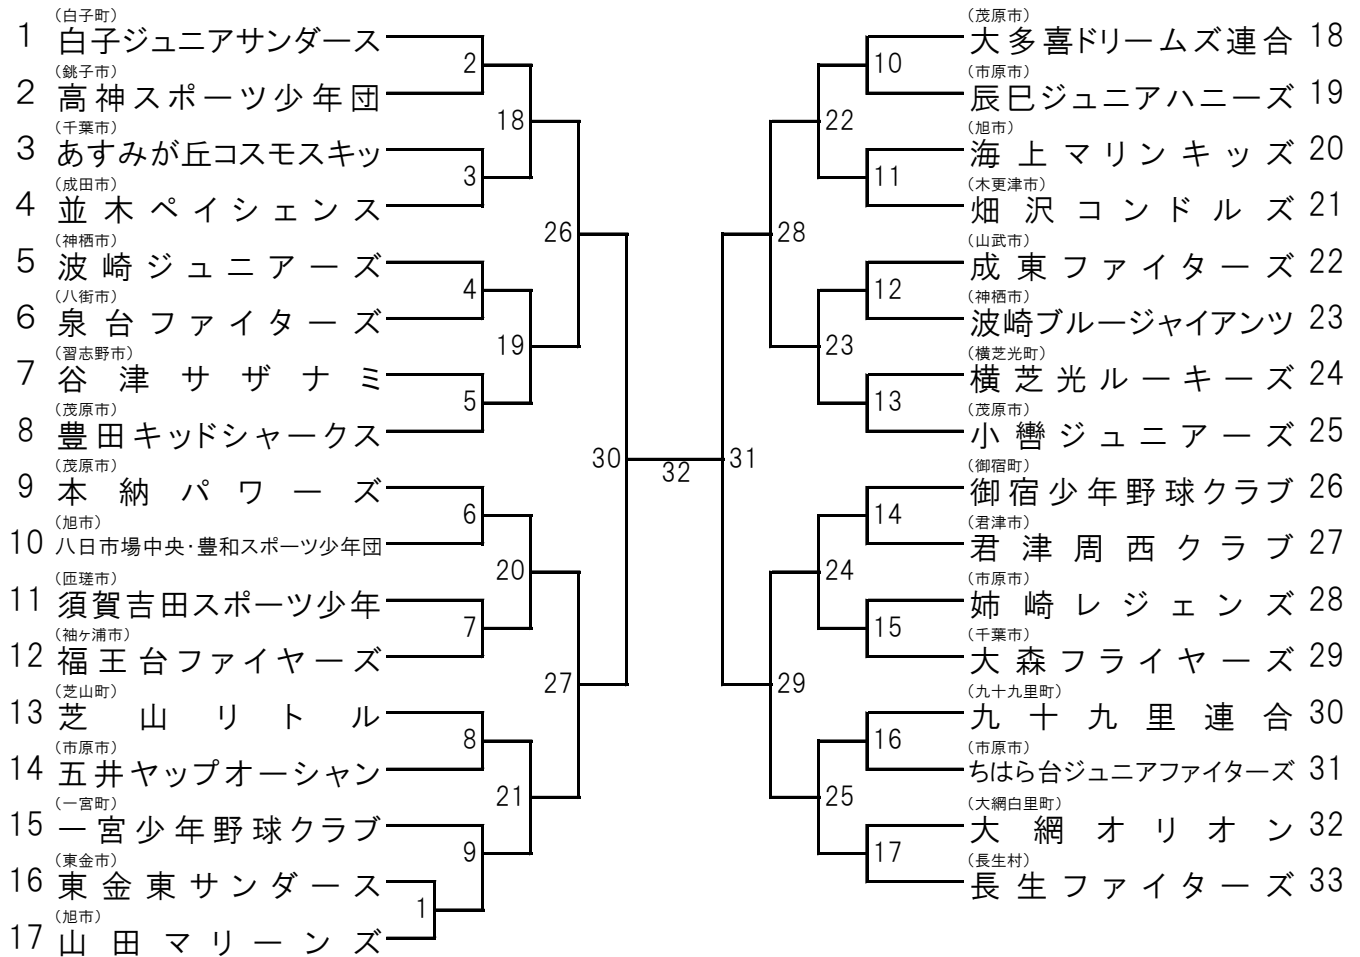 (白子町)
1 白子ジュニアサンダース
(銚子市)
2 高神スポーツ少年団
(千葉市)
3 あすみが丘コスモスキッ
(成田市)
4 並木ペイシェンス
(神栖市)
5 波崎ジュニアーズ
(八街市)
6 泉台ファイターズ
(習志野市)
7 谷津サザナミ
(茂原市)
8 豊田キッドシャークス
(茂原市)
9 本納パワーズ
(旭市)
10 八日市場中央・豊和スポーツ少年団
(匝瑳市)
11 須賀吉田スポーツ少年
(袖ヶ浦市)
12 福王台ファイヤーズ
(芝山町)
13 芝山リトル
(市原市)
14 五井ヤップオーシャン
(一宮町)
15 一宮少年野球クラブ
(東金市)
16 東金東サンダース
(旭市)
17 山田マリーンズ
2
3
4
5
6
7
8
9
1
18
19
20
21
26
27
30
32
31
28
29
22
23
24
25
10
11
12
13
14
15
16
17
(茂原市)
大多喜ドリームズ連合 18
(市原市)
辰巳ジュニアハニーズ 19
(旭市)
海上マリンキッズ 20
(木更津市)
畑沢コンドルズ 21
(山武市)
成東ファイターズ 22
(神栖市)
波崎ブルージャイアンツ 23
(横芝光町)
横芝光ルーキーズ 24
(茂原市)
小轡ジュニアーズ 25
(御宿町)
御宿少年野球クラブ 26
(君津市)
君津周西クラブ 27
(市原市)
姉崎レジェンズ 28
(千葉市)
大森フライヤーズ 29
(九十九里町)
九十九里連合 30
(市原市)
ちはら台ジュニアファイターズ 31
(大網白里町)
大網オリオン 32
(長生村)
長生ファイターズ 33